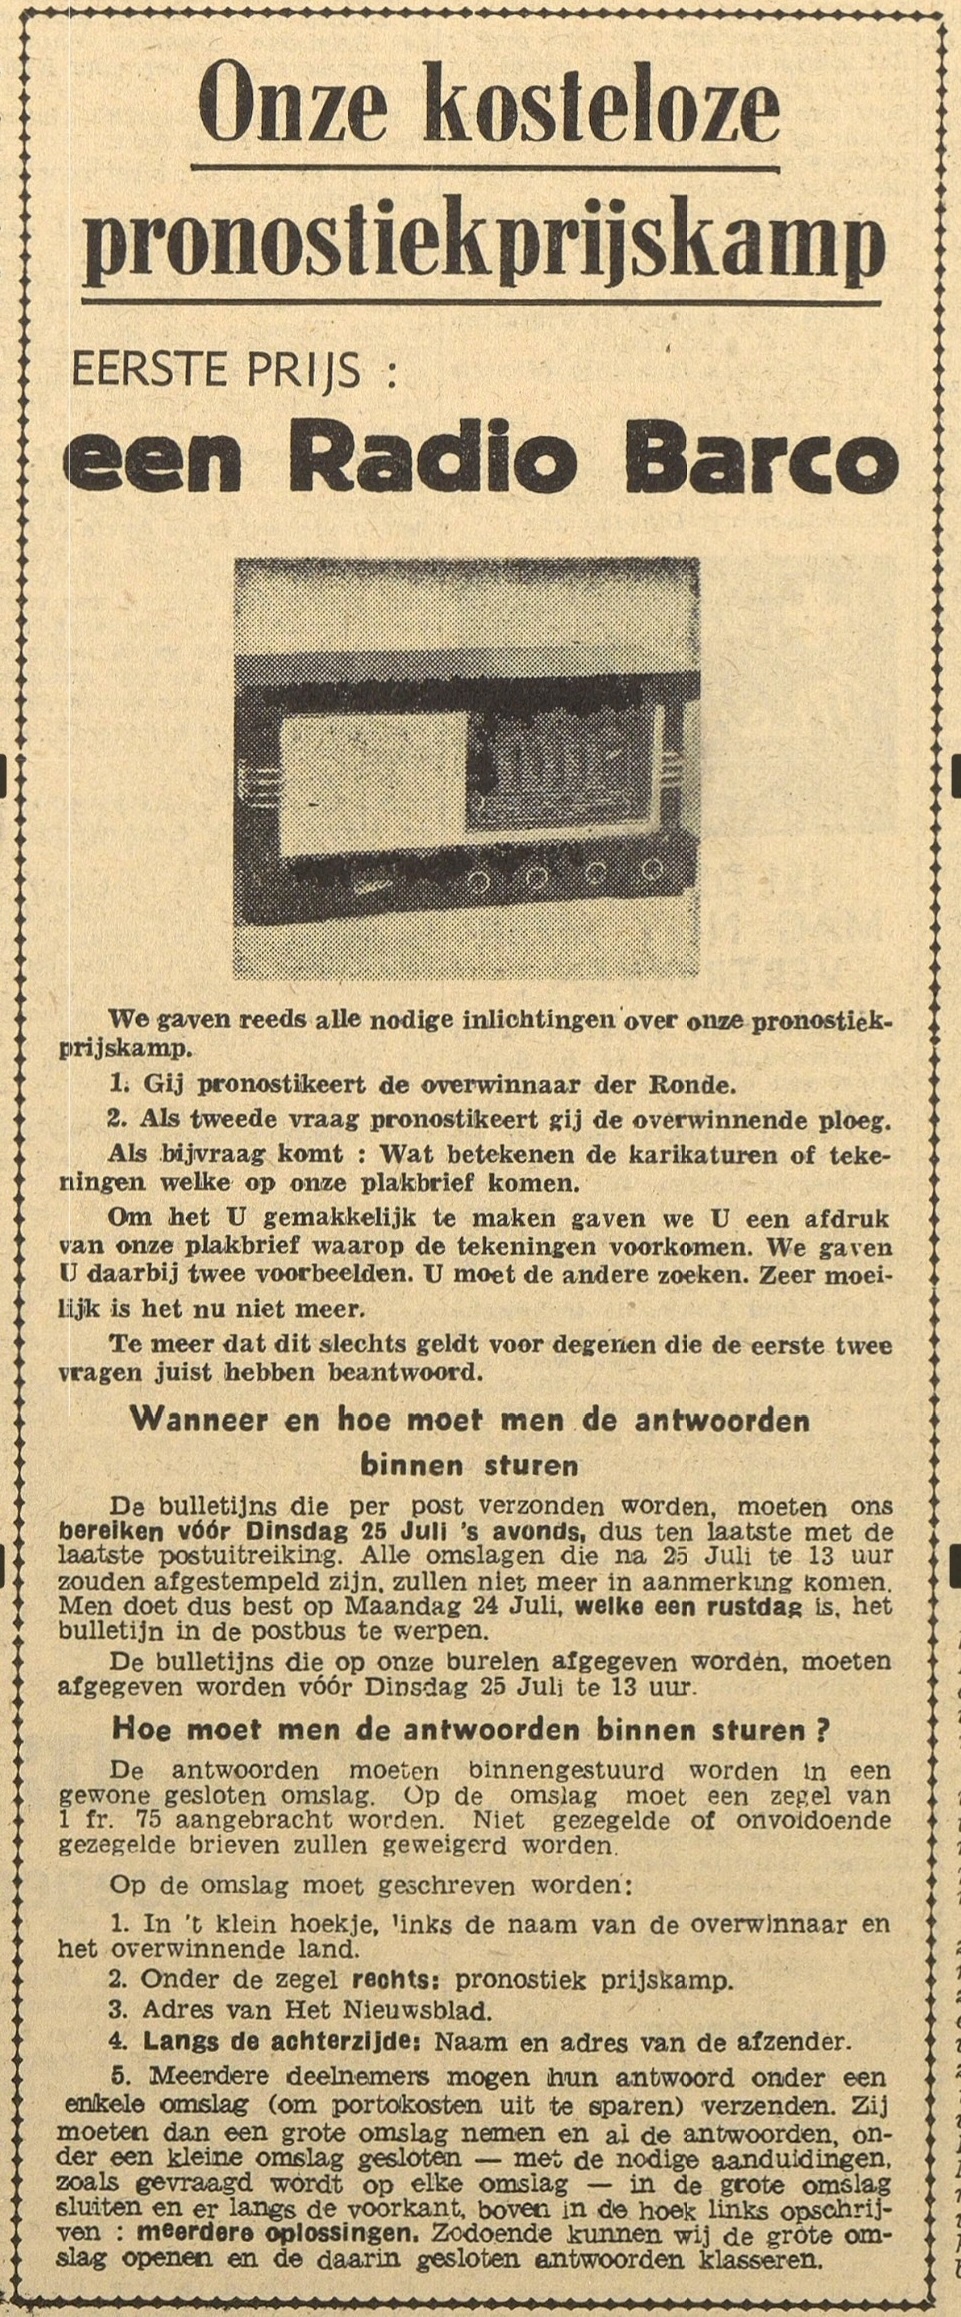 Onze kosteloze
pronostiekprijskamp
EERSTE PRIJS :
een Radio Barco
We gaven reeds alle nodige inlichtingen over onze pronostiek-
prijskamp.
1. Gij pronostikeert de overwinnaar der Ronde.
2. Als tweede vraag pronostikeert gij de overwinnende ploeg.
Als bijvraag komt : Wat betekenen de karikaturen of teke-
ningen welke op onze plakbrief komen.
Om het U gemakkelijk te maken gaven we U een afdruk
van onze plakbrief waarop de tekeningen voorkomen. We gaven
U daarbij twee voorbeelden. U moet de andere zoeken. Zeer moei-
lijk is het nu niet meer.
Te meer dat dit slechts geldt voor degenen die de eerste twee
vragen juist hebben beantwoord.
Wanneer en hoe moet men de antwoorden
binnen sturen
De bulletijns die per post verzonden worden, moeten ons
bereiken vóór Dinsdag 25 Juli 's avonds, dus ten laatste met de
laatste postuitreiking. Alle omslagen die na 25 Juli te 13 uur
zouden afgestempeld zijn, zullen niet meer in aanmerking komen.
Men doet dus best op Maandag 24 Juli, welke een rustdag is, het
bulletijn in de postbus te werpen.
De bulletijns die op onze burelen afgegeven worden, moeten
afgegeven worden vóór Dinsdag 25 Juli te 13 uur.
Hoe moet men de antwoorden binnen sturen ?
De antwoorden moeten binnengestuurd worden in een
gewone gesloten omslag. Op de omslag moet een zegel van
1 fr. 75 aangebracht worden. Niet gezegelde of onvoldoende
gezegelde brieven zullen geweigerd worden.
Op de omslag moet geschreven worden:
1. In 't klein hoekje, links de naam van de overwinnaar en
het overwinnende land.
2. Onder de zegel rechts: pronostiek prijskamp.
3. Adres van Het Nieuwsblad.
4. Langs de achterzijde: Naam en adres van de afzender.
5. Meerdere deelnemers mogen hun antwoord onder een
enkele omslag (om portokosten uit te sparen) verzenden. Zij
moeten dan een grote omslag nemen en al de antwoorden, on-
der een kleine omslag gesloten — met de nodige aanduidingen,
zoals gevraagd wordt op elke omslag — in de grote omslag
sluiten en er langs de voorkant, boven in de hoek links opschrij-
ven : meerdere oplossingen. Zodoende kunnen wij de grote om-
slag openen en de daarin gesloten antwoorden klasseren.